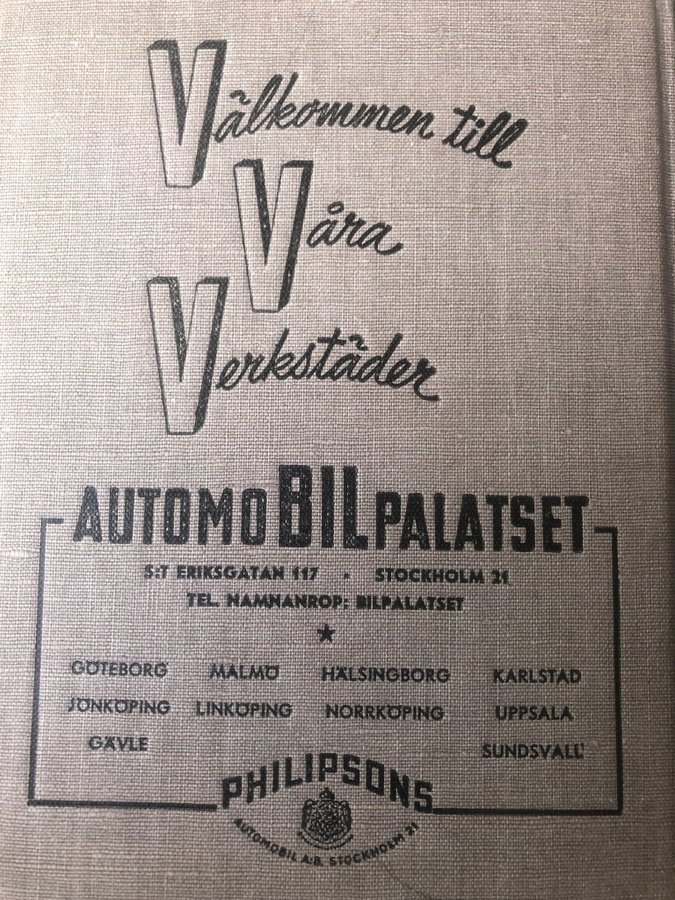 Välkommen till
Våra
Verkstäder
AUTOMOBILPALATSET
S:T ERIKSGATAN 117 • STOCKHOLM 21
TEL. NAMNANROP: BILPALATSET
★
GÖTEBORG MALMÖ HÄLSINGBORG KARLSTAD
JÖNKÖPING LINKÖPING NORRKÖPING UPPSALA
GÄVLE SUNDSVALL
PHILIPSONS
AUTOMOBIL A.B. STOCKHOLM 21